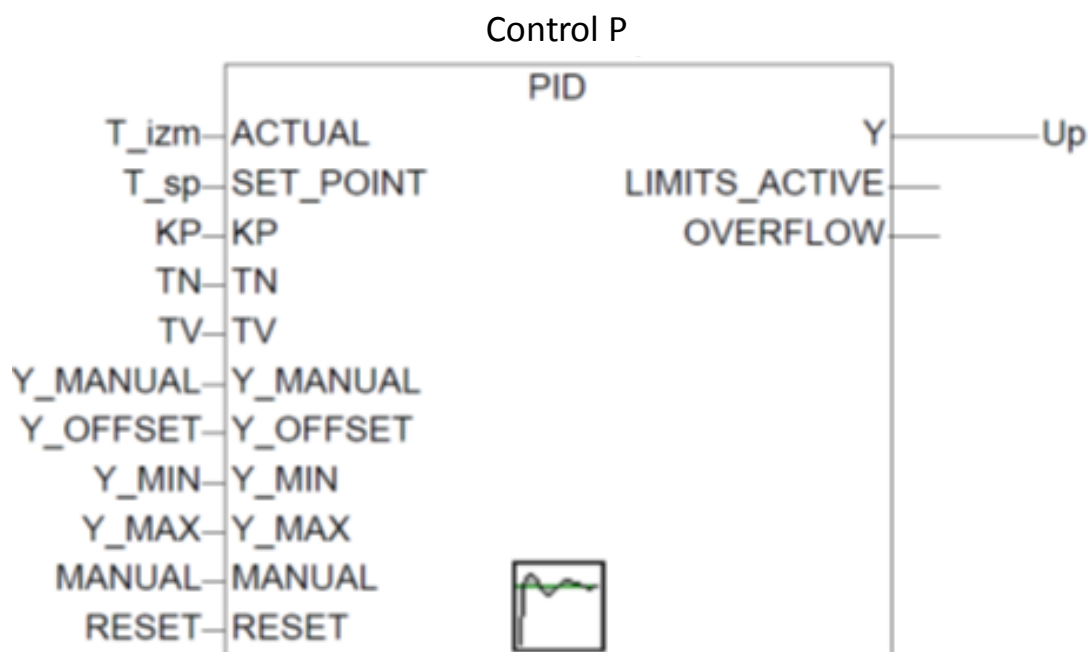 Control P
PID
T_izm ACTUAL Y Up
T_sp SET_POINT LIMITS_ACTIVE
KP KP OVERFLOW
TN TN
TV TV
Y_MANUAL Y_MANUAL
Y_OFFSET Y_OFFSET
Y_MIN Y_MIN
Y_MAX Y_MAX
MANUAL MANUAL
RESET RESET